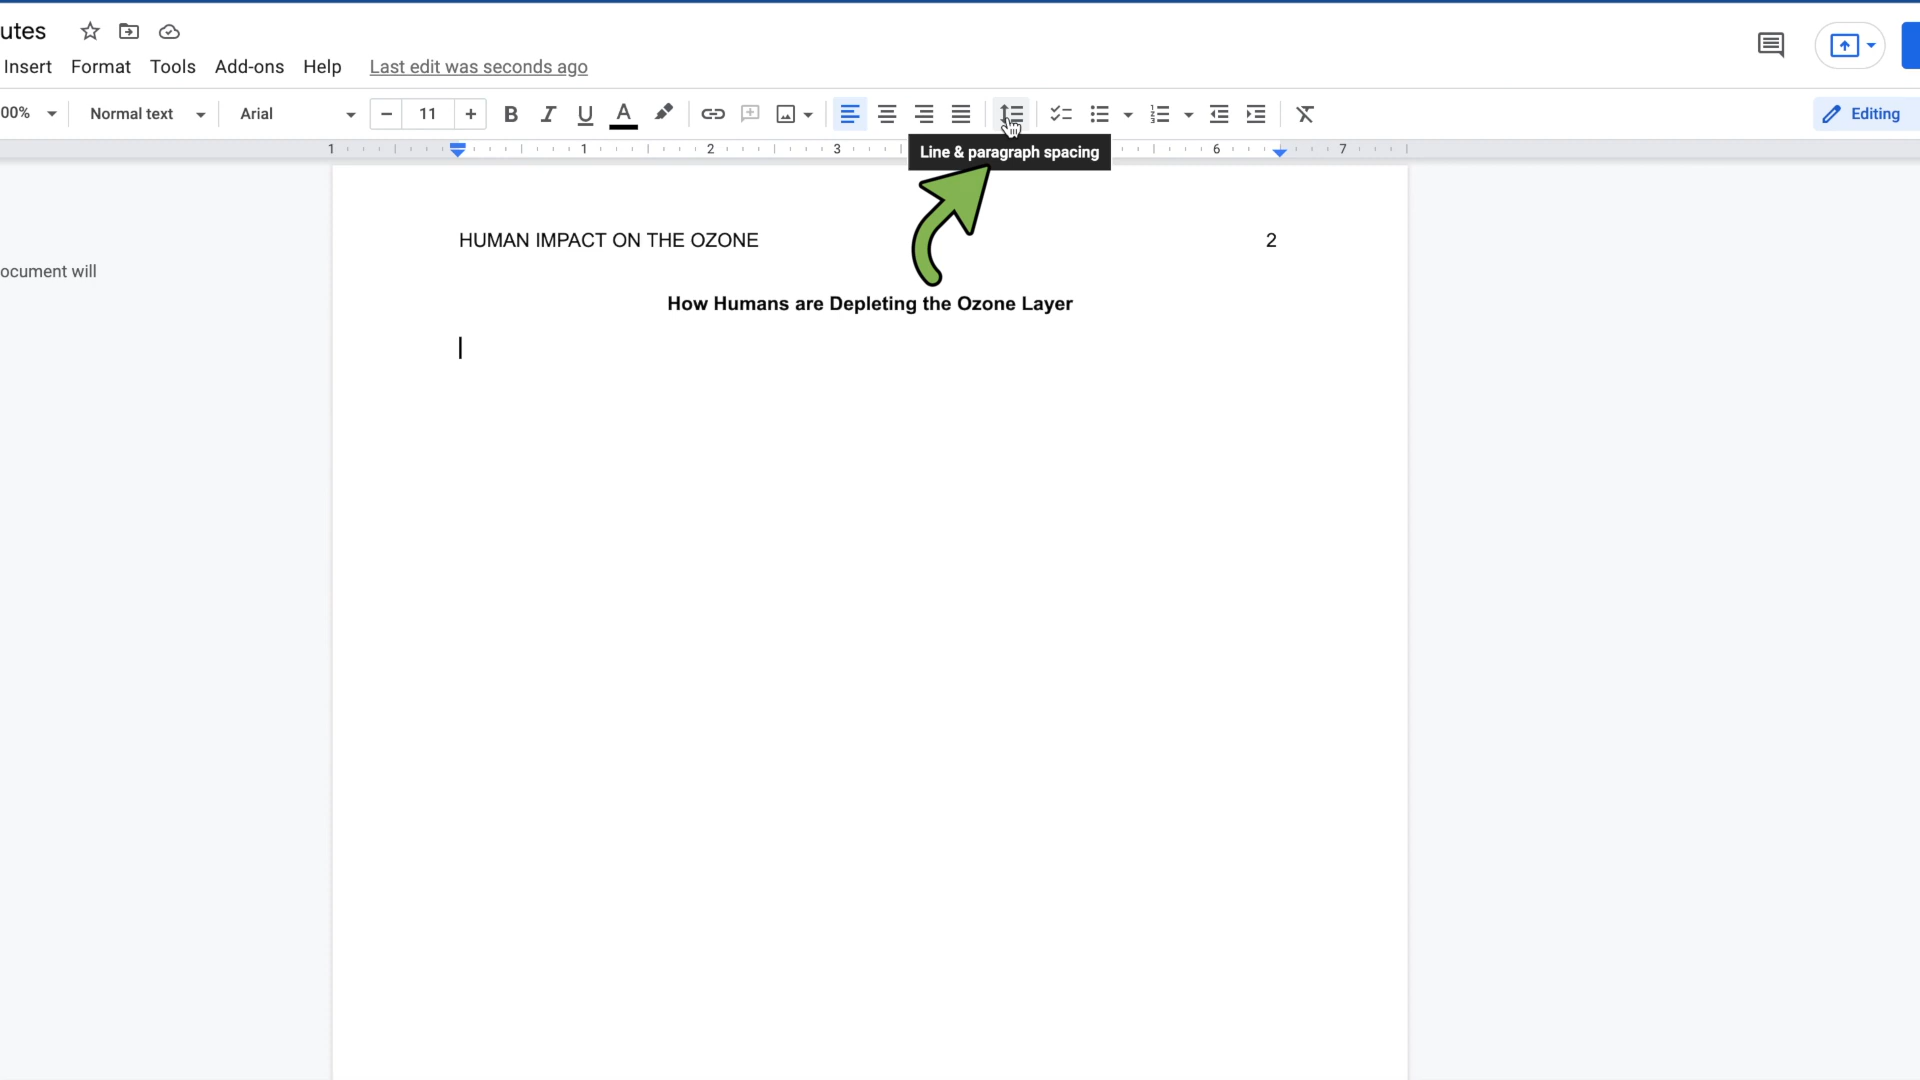 utes
Insert Format Tools Add-ons Help Last edit was seconds ago
00% Normal text Arial 11 B I U A Editing
1 1 2 3 6 7
Line & paragraph spacing
HUMAN IMPACT ON THE OZONE 2
ocument will
How Humans are Depleting the Ozone Layer